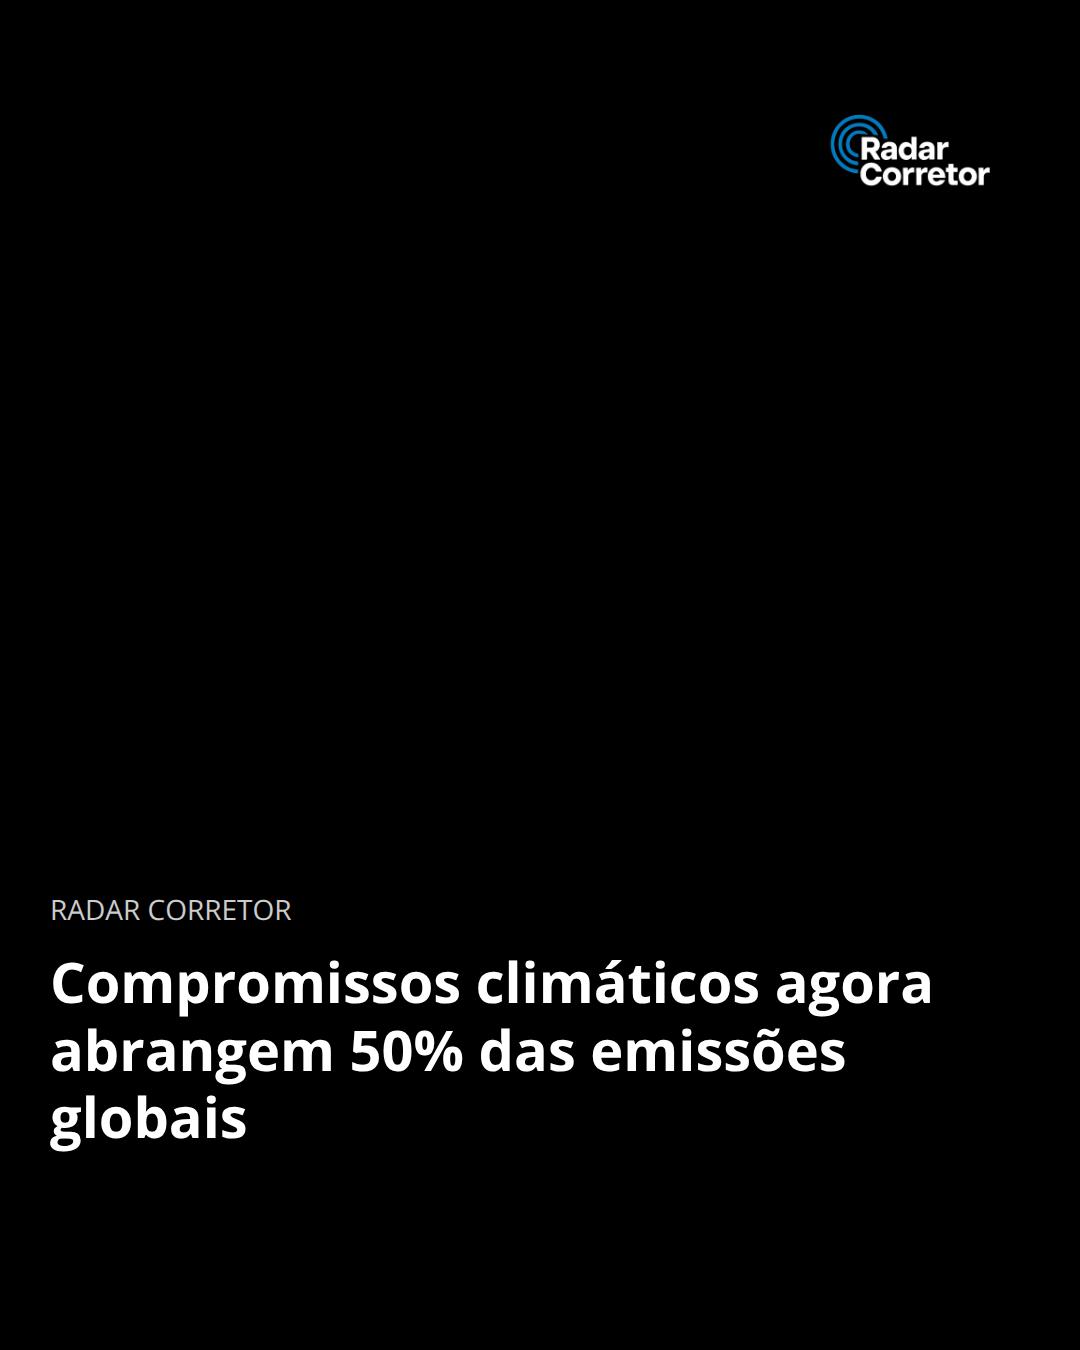 Radar
Corretor
RADAR CORRETOR
Compromissos climáticos agora
abrangem 50% das emissões
globais